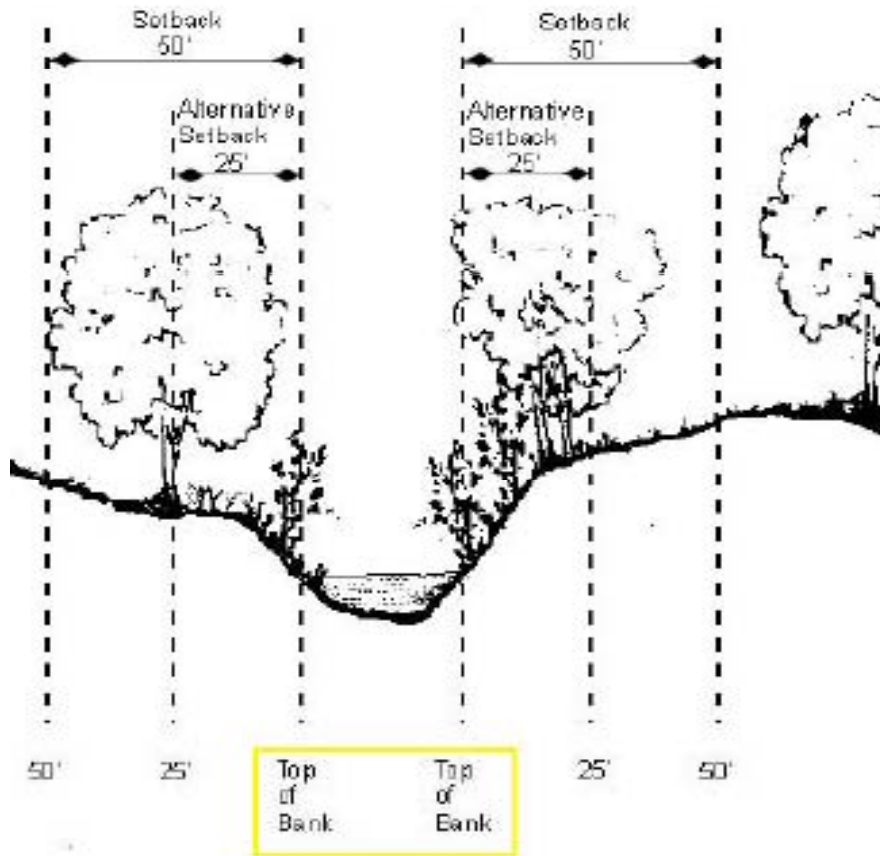 Setback
50'
Setback
50'
Alternative
Setback
25'
Alternative
Setback
25'
50'
25'
Top
of
Bank
Top
of
Bank
25'
50'